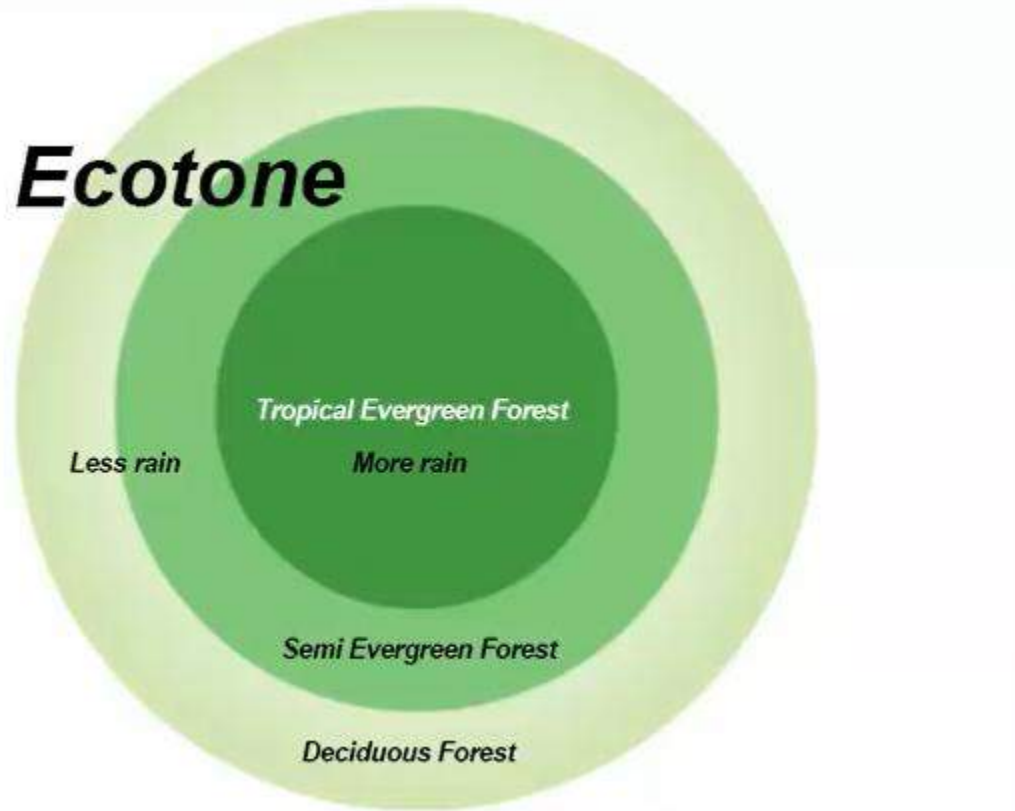 Ecotone
Tropical Evergreen Forest
Less rain
More rain
Semi Evergreen Forest
Deciduous Forest